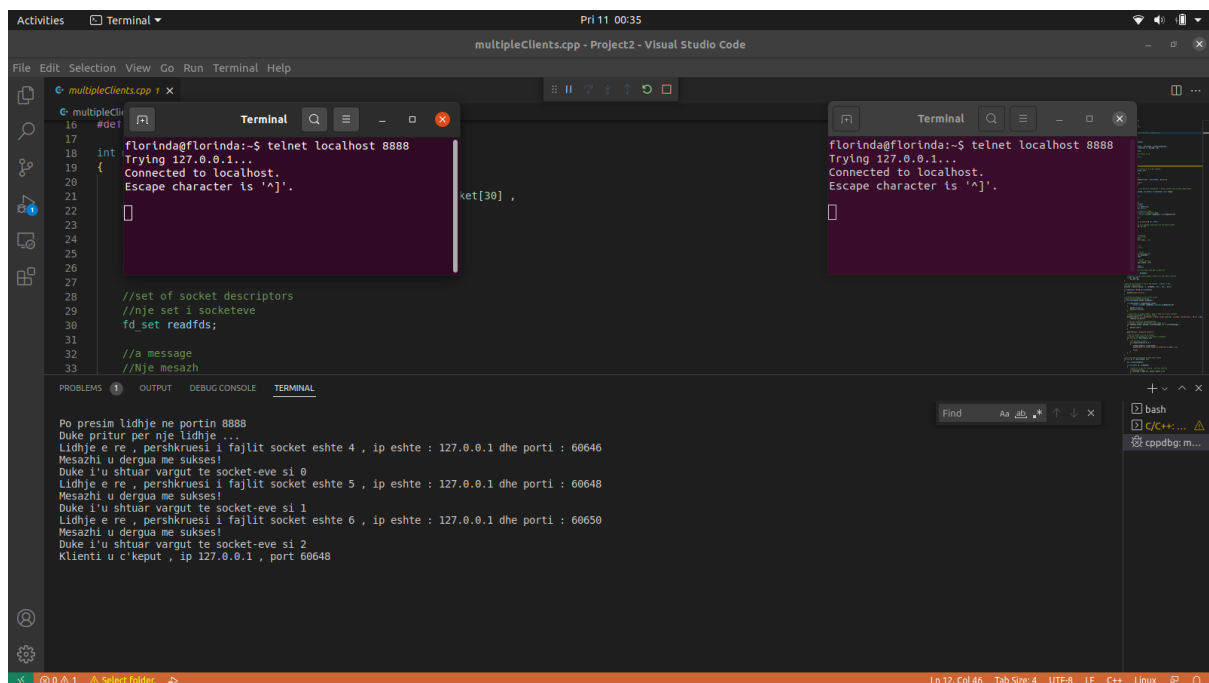 Activities Terminal Pri 11 00:35
multipleClients.cpp - Project2 - Visual Studio Code
File Edit Selection View Go Run Terminal Help
multipleClients.cpp 1
16 #def
17
18 int
19 {
20
21 ket[30] ,
22
23
24
25
26
27
28 //set of socket descriptors
29 //nje set i socketeve
30 fd_set readfds;
31
32 //a message
33 //Nje mesazh
Terminal
florinda@florinda:~$ telnet localhost 8888
Trying 127.0.0.1...
Connected to localhost.
Escape character is '^]'.
Terminal
florinda@florinda:~$ telnet localhost 8888
Trying 127.0.0.1...
Connected to localhost.
Escape character is '^]'.
PROBLEMS 1 OUTPUT DEBUG CONSOLE TERMINAL
Find Aa ab .*
Po presim lidhje ne portin 8888
Duke pritur per nje lidhje ...
Lidhje e re , pershkruesi i fajlit socket eshte 4 , ip eshte : 127.0.0.1 dhe porti : 60646
Mesazhi u dergua me sukses!
Duke i'u shtuar vargut te socket-eve si 0
Lidhje e re , pershkruesi i fajlit socket eshte 5 , ip eshte : 127.0.0.1 dhe porti : 60648
Mesazhi u dergua me sukses!
Duke i'u shtuar vargut te socket-eve si 1
Lidhje e re , pershkruesi i fajlit socket eshte 6 , ip eshte : 127.0.0.1 dhe porti : 60650
Mesazhi u dergua me sukses!
Duke i'u shtuar vargut te socket-eve si 2
Klienti u c'keput , ip 127.0.0.1 , port 60648
bash
C/C++: ...
cppdbg: m...
0 1 Select folder. Ln 12, Col 46 Tab Size: 4 UTF-8 LF C++ Linux